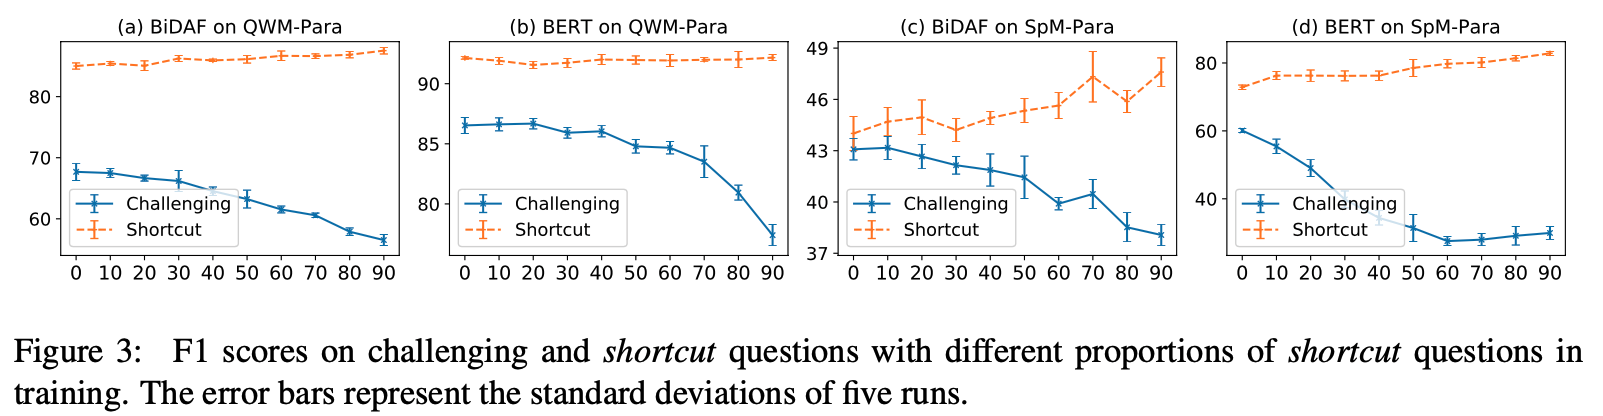 (a) BiDAF on QWM-Para
80
70
60
Challenging
Shortcut
0 10 20 30 40 50 60 70 80 90
(b) BERT on QWM-Para
90
85
80
Challenging
Shortcut
0 10 20 30 40 50 60 70 80 90
(c) BiDAF on SpM-Para
49
46
43
40
37
Challenging
Shortcut
0 10 20 30 40 50 60 70 80 90
(d) BERT on SpM-Para
80
60
40
Challenging
Shortcut
0 10 20 30 40 50 60 70 80 90
Figure 3: F1 scores on challenging and shortcut questions with different proportions of shortcut questions in
training. The error bars represent the standard deviations of five runs.